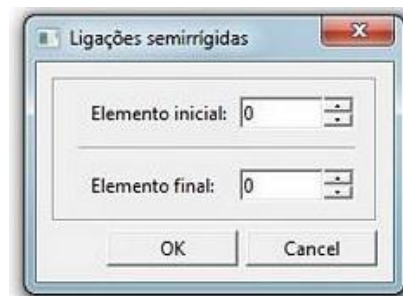 Ligações semirrígidas
Elemento inicial: 0
Elemento final: 0
OK Cancel